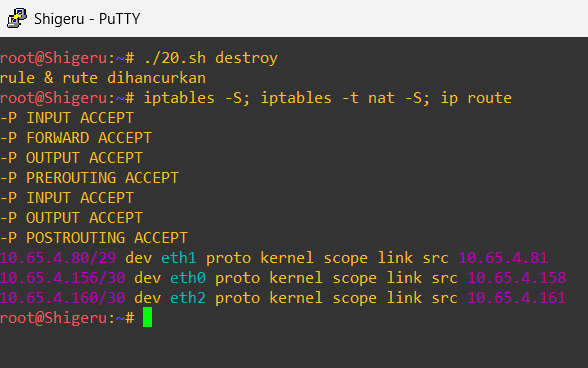 Shigeru - PuTTY
root@Shigeru:~# ./20.sh destroy
rule & rute dihancurkan
root@Shigeru:~# iptables -S; iptables -t nat -S; ip route
-P INPUT ACCEPT
-P FORWARD ACCEPT
-P OUTPUT ACCEPT
-P PREROUTING ACCEPT
-P INPUT ACCEPT
-P OUTPUT ACCEPT
-P POSTROUTING ACCEPT
10.65.4.80/29 dev eth1 proto kernel scope link src 10.65.4.81
10.65.4.156/30 dev eth0 proto kernel scope link src 10.65.4.158
10.65.4.160/30 dev eth2 proto kernel scope link src 10.65.4.161
root@Shigeru:~#